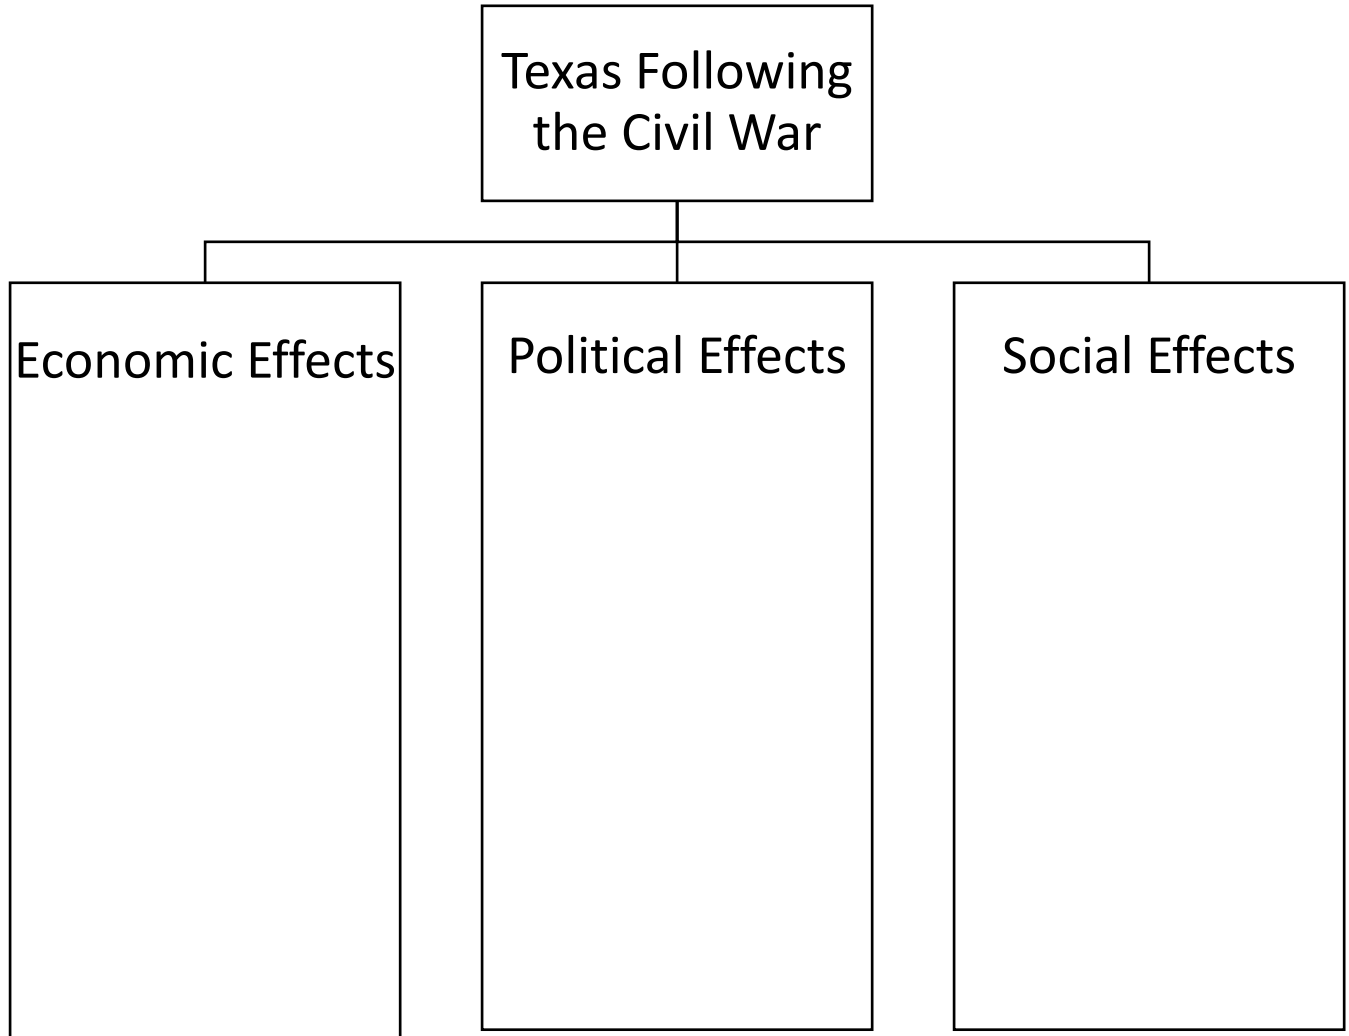 Texas Following
the Civil War
Economic Effects
Political Effects
Social Effects